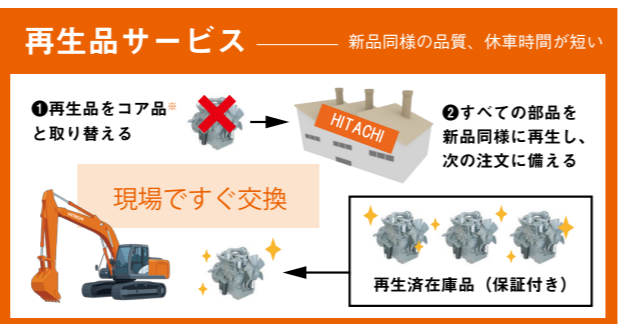 再生品サービス
新品同様の品質、休車時間が短い
❶再生品をコア品※
と取り替える
HITACHI
❷すべての部品を
新品同様に再生し、
次の注文に備える
現場ですぐ交換
HITACHI
再生済在庫品（保証付き）